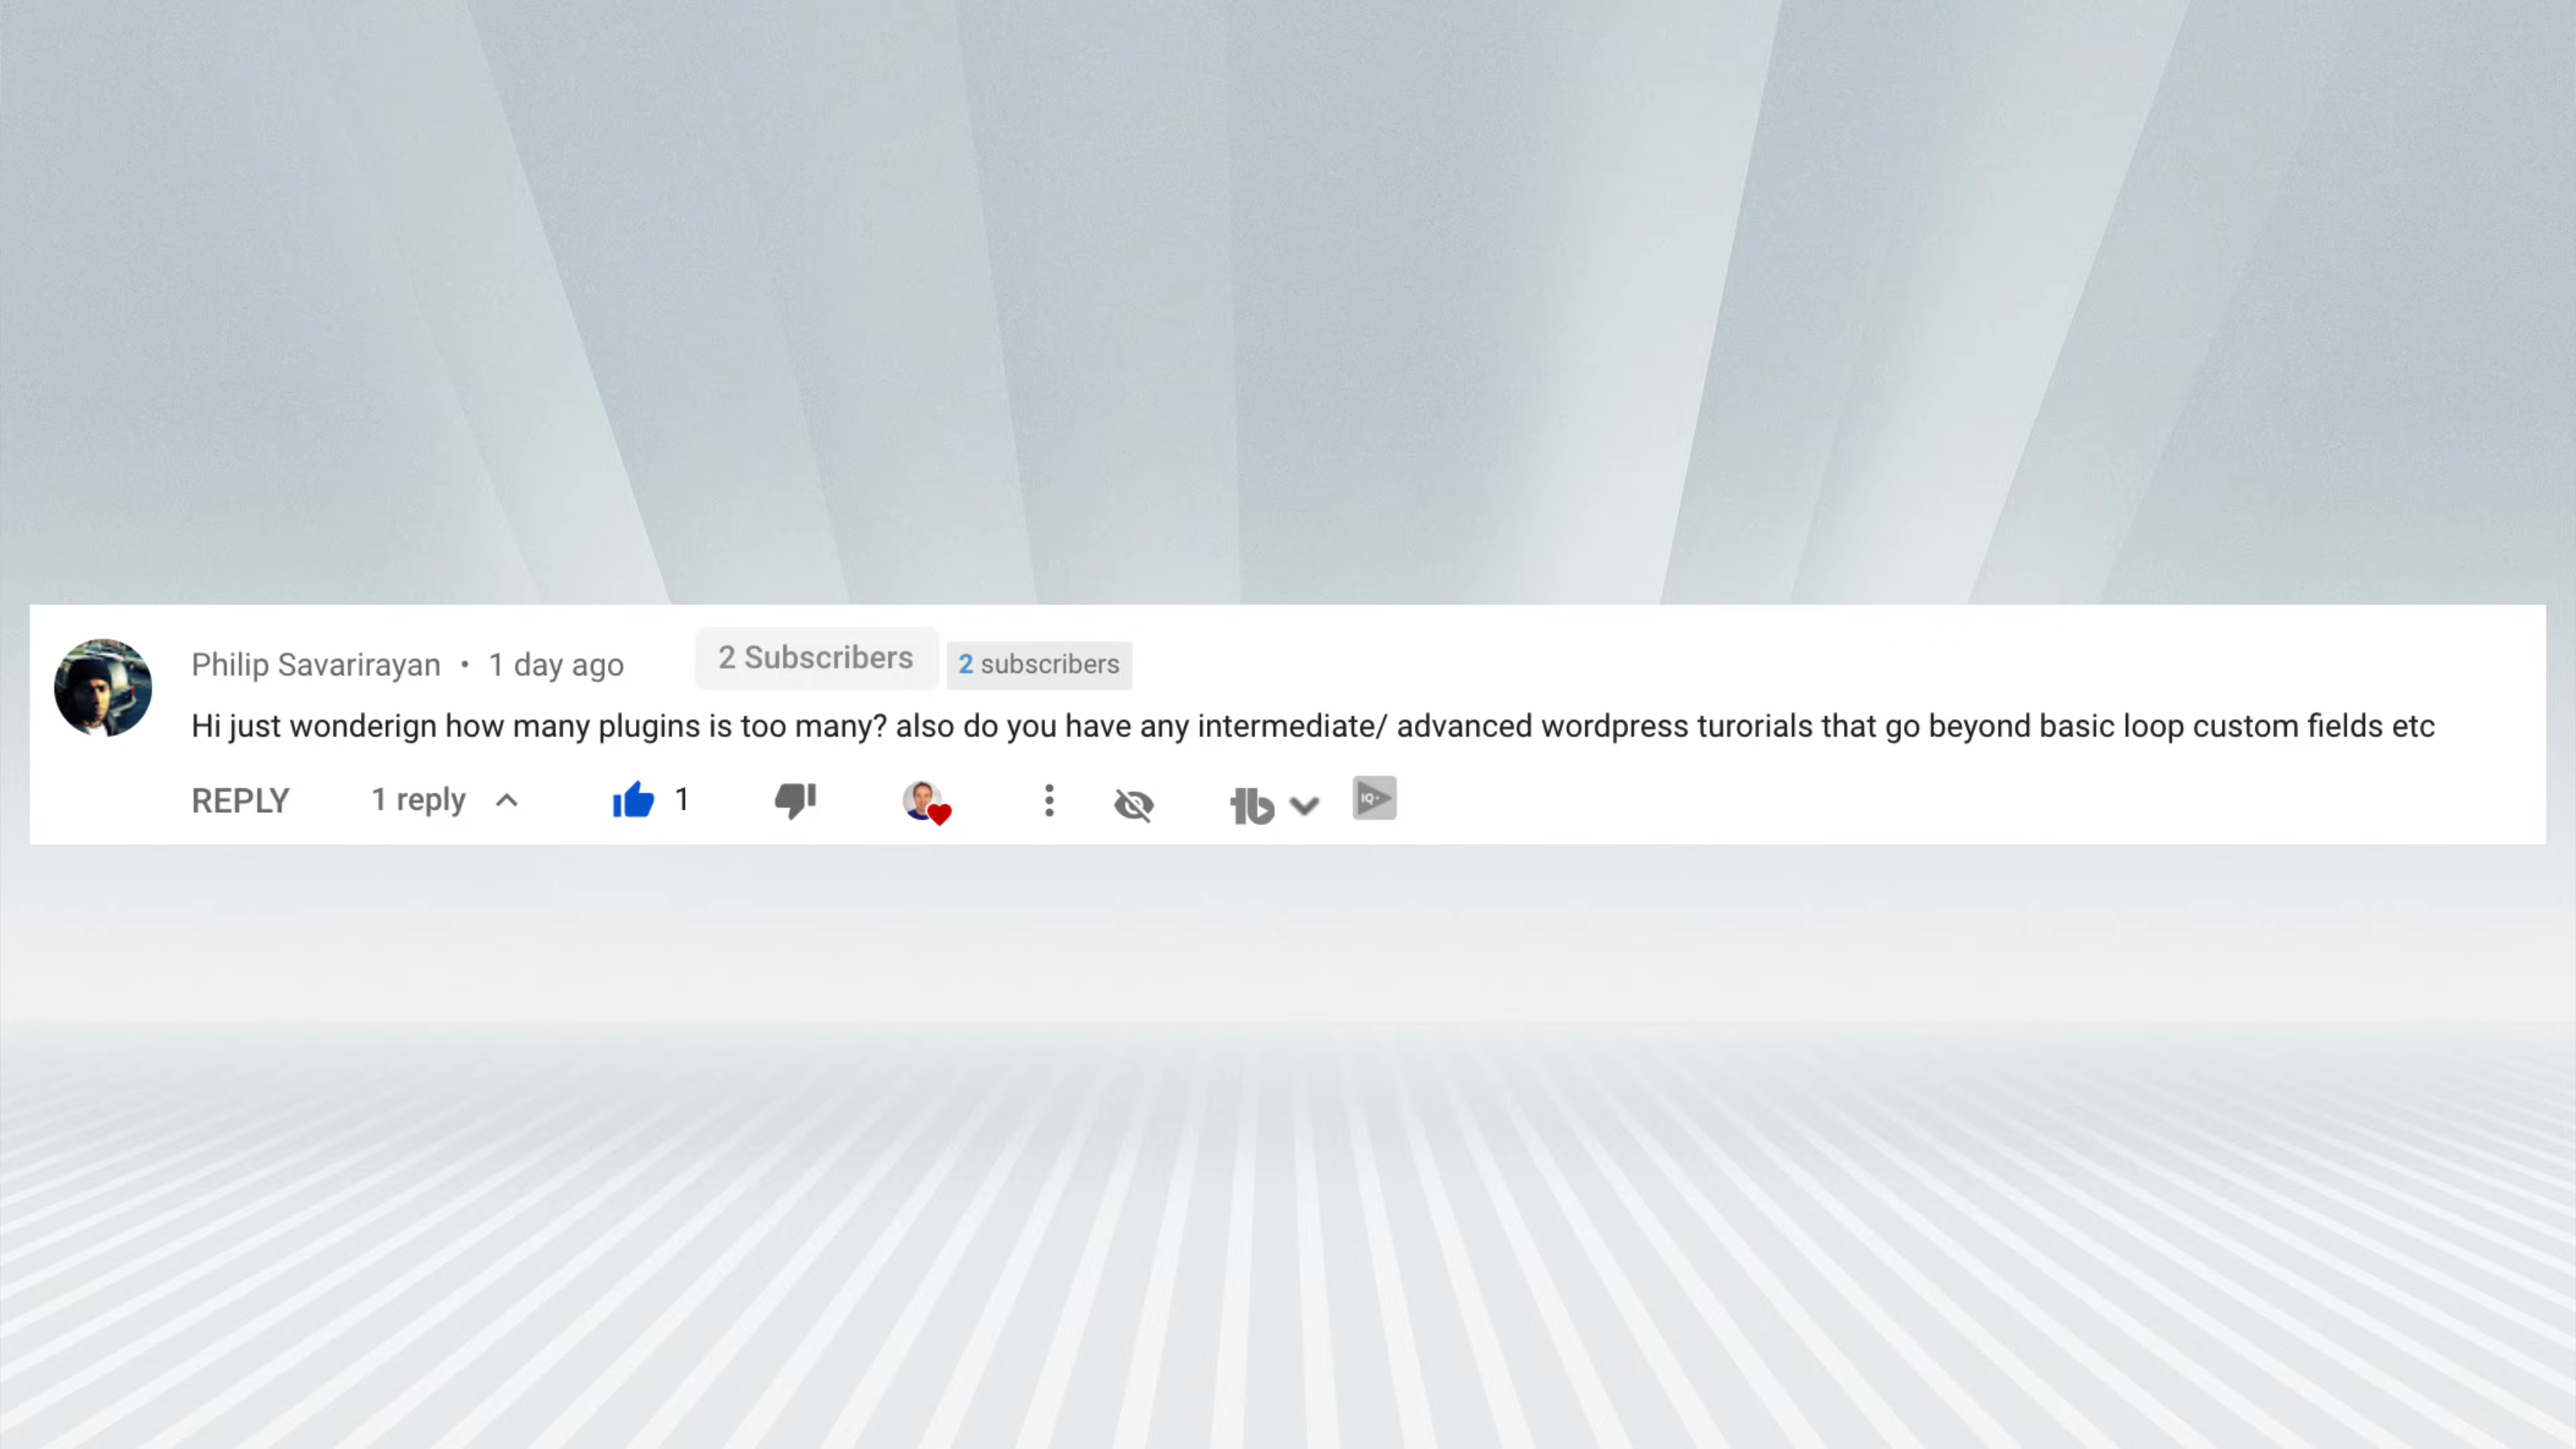 Philip Savarirayan • 1 day ago 2 Subscribers 2 subscribers
Hi just wonderign how many plugins is too many? also do you have any intermediate/ advanced wordpress turorials that go beyond basic loop custom fields etc
REPLY 1 reply 1 IQ+